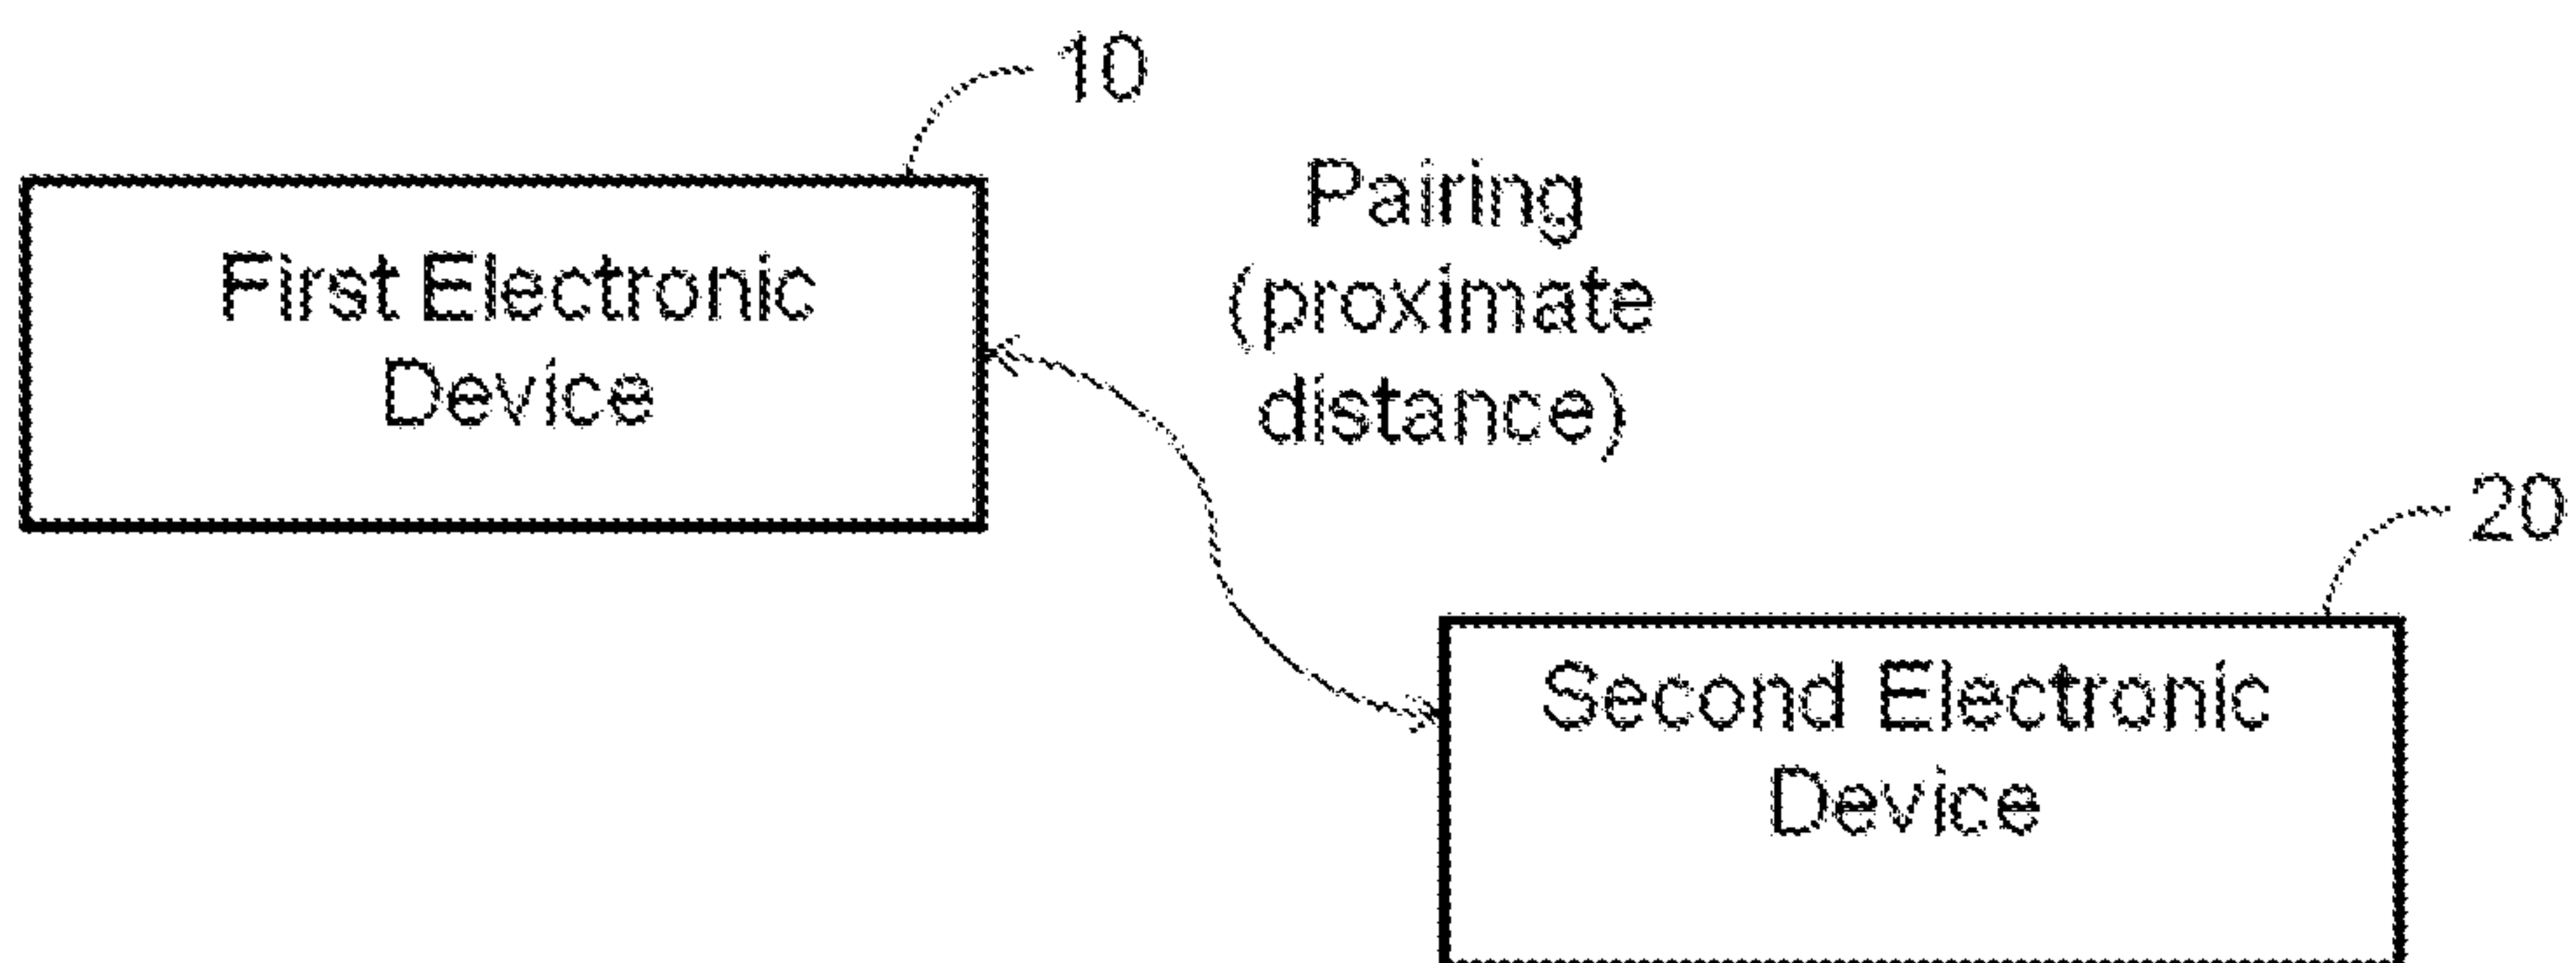 10
Pairing
(proximate
distance)
First Electronic
Device
20
Second Electronic
Device